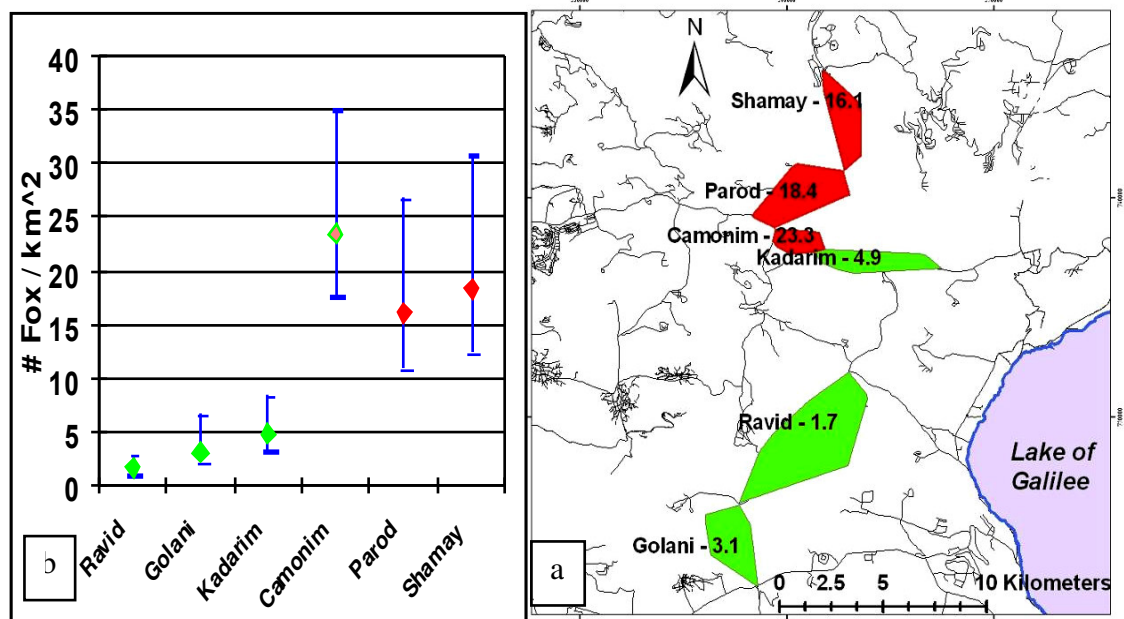 # Fox / km^2
40
35
30
25
20
15
10
5
0
Ravid
Golani
Kadarim
Camonim
Parod
Shamay
b
N
Shamay - 16.1
Parod - 18.4
Camonim - 23.3
Kadarim - 4.9
Ravid - 1.7
Lake of
Galilee
Golani - 3.1
0 2.5 5 10 Kilometers
a